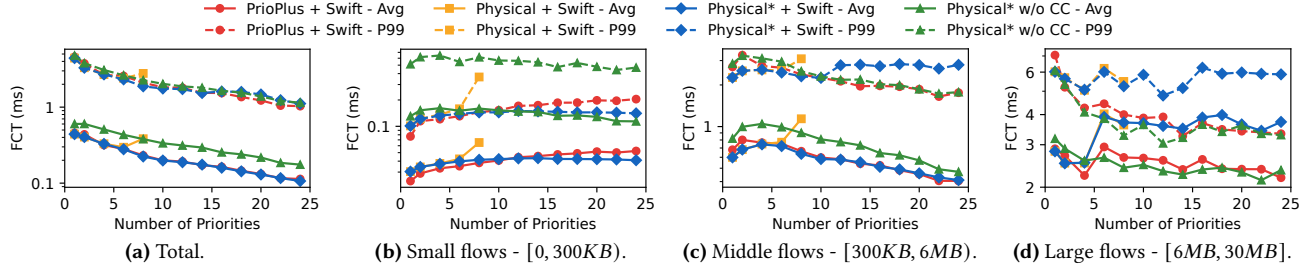 PrioPlus + Swift - Avg Physical + Swift - Avg Physical* + Swift - Avg Physical* w/o CC - Avg
PrioPlus + Swift - P99 Physical + Swift - P99 Physical* + Swift - P99 Physical* w/o CC - P99
FCT (ms)
1
0.1
0 5 10 15 20 25
Number of Priorities
(a) Total.
FCT (ms)
0.1
0 5 10 15 20 25
Number of Priorities
(b) Small flows - [0, 300KB).
FCT (ms)
1
0 5 10 15 20 25
Number of Priorities
(c) Middle flows - [300KB, 6MB).
FCT (ms)
6
4
3
2
0 5 10 15 20 25
Number of Priorities
(d) Large flows - [6MB, 30MB].